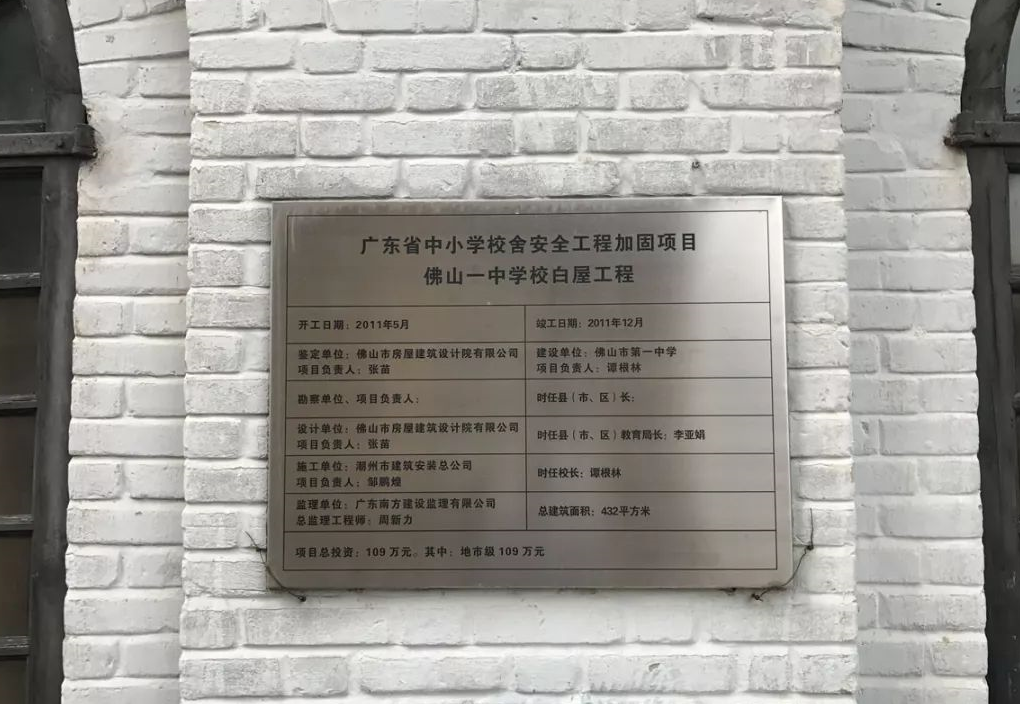 广东省中小学校舍安全工程加固项目
佛山一中学校白屋工程
开工日期：2011年5月
竣工日期：2011年12月
鉴定单位：佛山市房屋建筑设计院有限公司
项目负责人：张苗
建设单位：佛山市第一中学
项目负责人：谭根林
勘察单位、项目负责人：
时任县（市、区）长：
设计单位：佛山市房屋建筑设计院有限公司
项目负责人：张苗
时任县（市、区）教育局长：李亚娟
施工单位：潮州市建筑安装总公司
项目负责人：邹鹏煌
时任校长：谭根林
监理单位：广东南方建设监理有限公司
总监理工程师：周新力
总建筑面积：432平方米
项目总投资：109万元。其中：地市级109万元